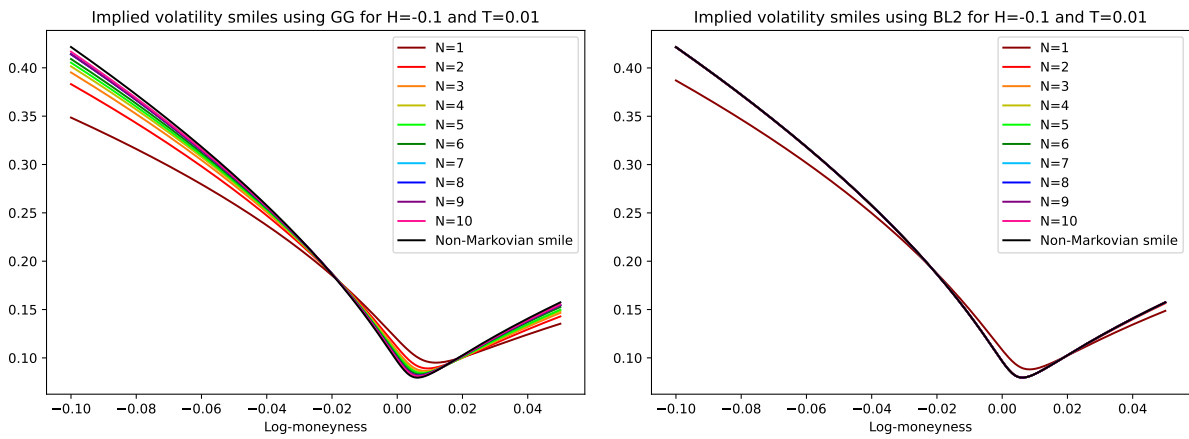 Implied volatility smiles using GG for H=-0.1 and T=0.01
N=1
N=2
N=3
N=4
N=5
N=6
N=7
N=8
N=9
N=10
Non-Markovian smile
0.40
0.35
0.30
0.25
0.20
0.15
0.10
−0.10
−0.08
−0.06
−0.04
−0.02
0.00
0.02
0.04
Log-moneyness
Implied volatility smiles using BL2 for H=-0.1 and T=0.01
N=1
N=2
N=3
N=4
N=5
N=6
N=7
N=8
N=9
N=10
Non-Markovian smile
0.40
0.35
0.30
0.25
0.20
0.15
0.10
−0.10
−0.08
−0.06
−0.04
−0.02
0.00
0.02
0.04
Log-moneyness